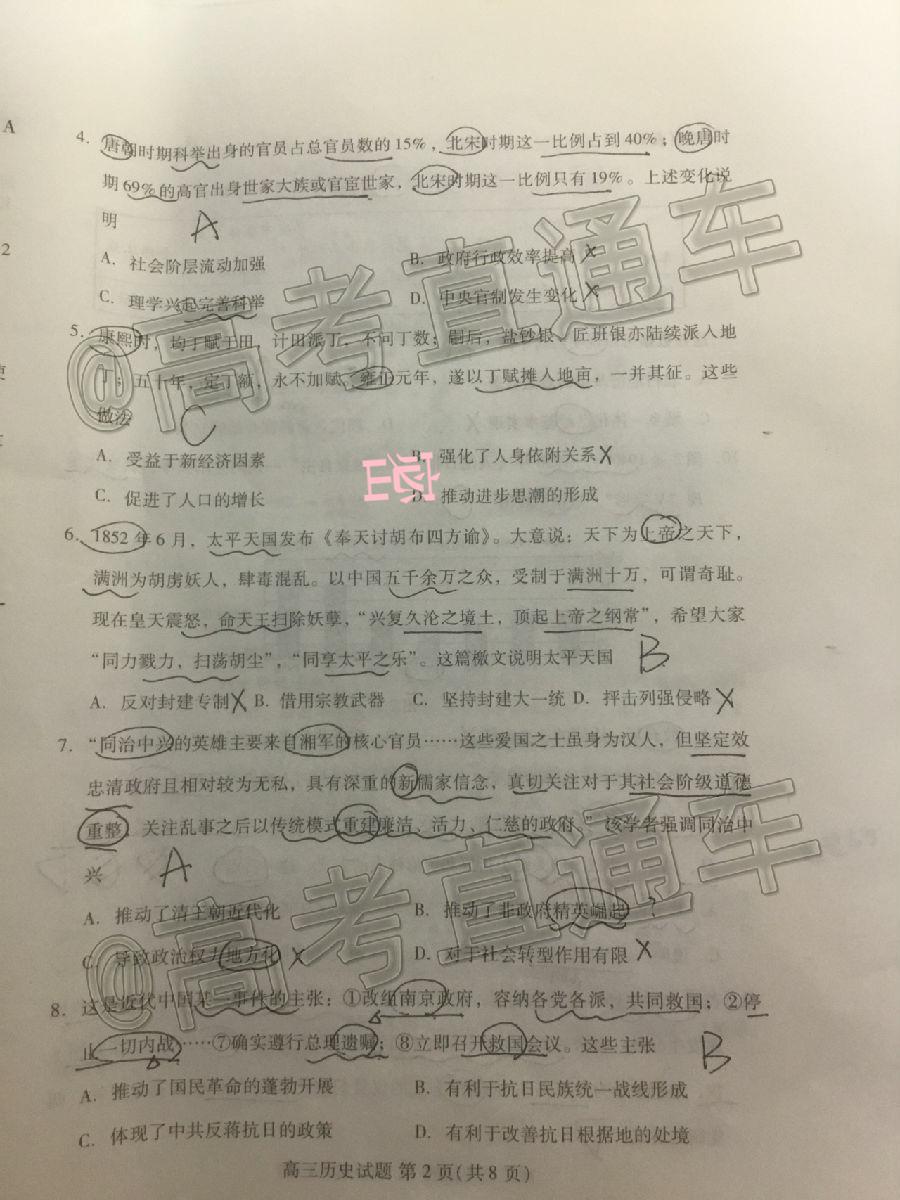 A
2
4. 唐朝时期科举出身的官员占总官员数的15%，北宋时期这一比例占到40%；晚唐时
期69%的高官出身世家大族或官宦世家，北宋时期这一比例只有19%。上述变化说
明 A
A. 社会阶层流动加强 B. 政府行政效率提高 X
C. 理学兴起完善科举 D. 中央官制发生变化 X
5. 康熙时，均丁赋于田，计田派丁，不问丁数；嗣后，盐钞银、匠班银亦陆续派入地
丁；五十年，定丁额，永不加赋，雍正元年，遂以丁赋摊入地亩，一并其征。这些
做法 C
A. 受益于新经济因素 B. 强化了人身依附关系 X
C. 促进了人口的增长 D. 推动进步思潮的形成
6. 1852年6月，太平天国发布《奉天讨胡布四方谕》。大意说：天下为上帝之天下，
满洲为胡虏妖人，肆毒混乱。以中国五千余万之众，受制于满洲十万，可谓奇耻。
现在皇天震怒，命天王扫除妖孽，“兴复久沦之境土，顶起上帝之纲常”，希望大家
“同力戮力，扫荡胡尘”，“同享太平之乐”。这篇檄文说明太平天国 B
A. 反对封建专制 X B. 借用宗教武器 C. 坚持封建大一统 D. 抨击列强侵略 X
7. “同治中兴的英雄主要来自湘军的核心官员……这些爱国之士虽身为汉人，但坚定效
忠清政府且相对较为无私，具有深重的新儒家信念，真切关注对于其社会阶级道德
重整，关注乱事之后以传统模式重建廉洁、活力、仁慈的政府。”该学者强调同治中
兴 A
A. 推动了清王朝近代化 B. 推动了非政府精英崛起 ?
C. 导致政治权力地方化 X D. 对于社会转型作用有限 X
8. 这是近代中国某一事件的主张：①改组南京政府，容纳各党各派，共同救国；②停
止一切内战……⑦确实遵行总理遗嘱；⑧立即召开救国会议。这些主张 B
A. 推动了国民革命的蓬勃开展 B. 有利于抗日民族统一战线形成
C. 体现了中共反蒋抗日的政策 D. 有利于改善抗日根据地的处境
高三历史试题 第2页(共8页)
@高考直通车
@高考直通车